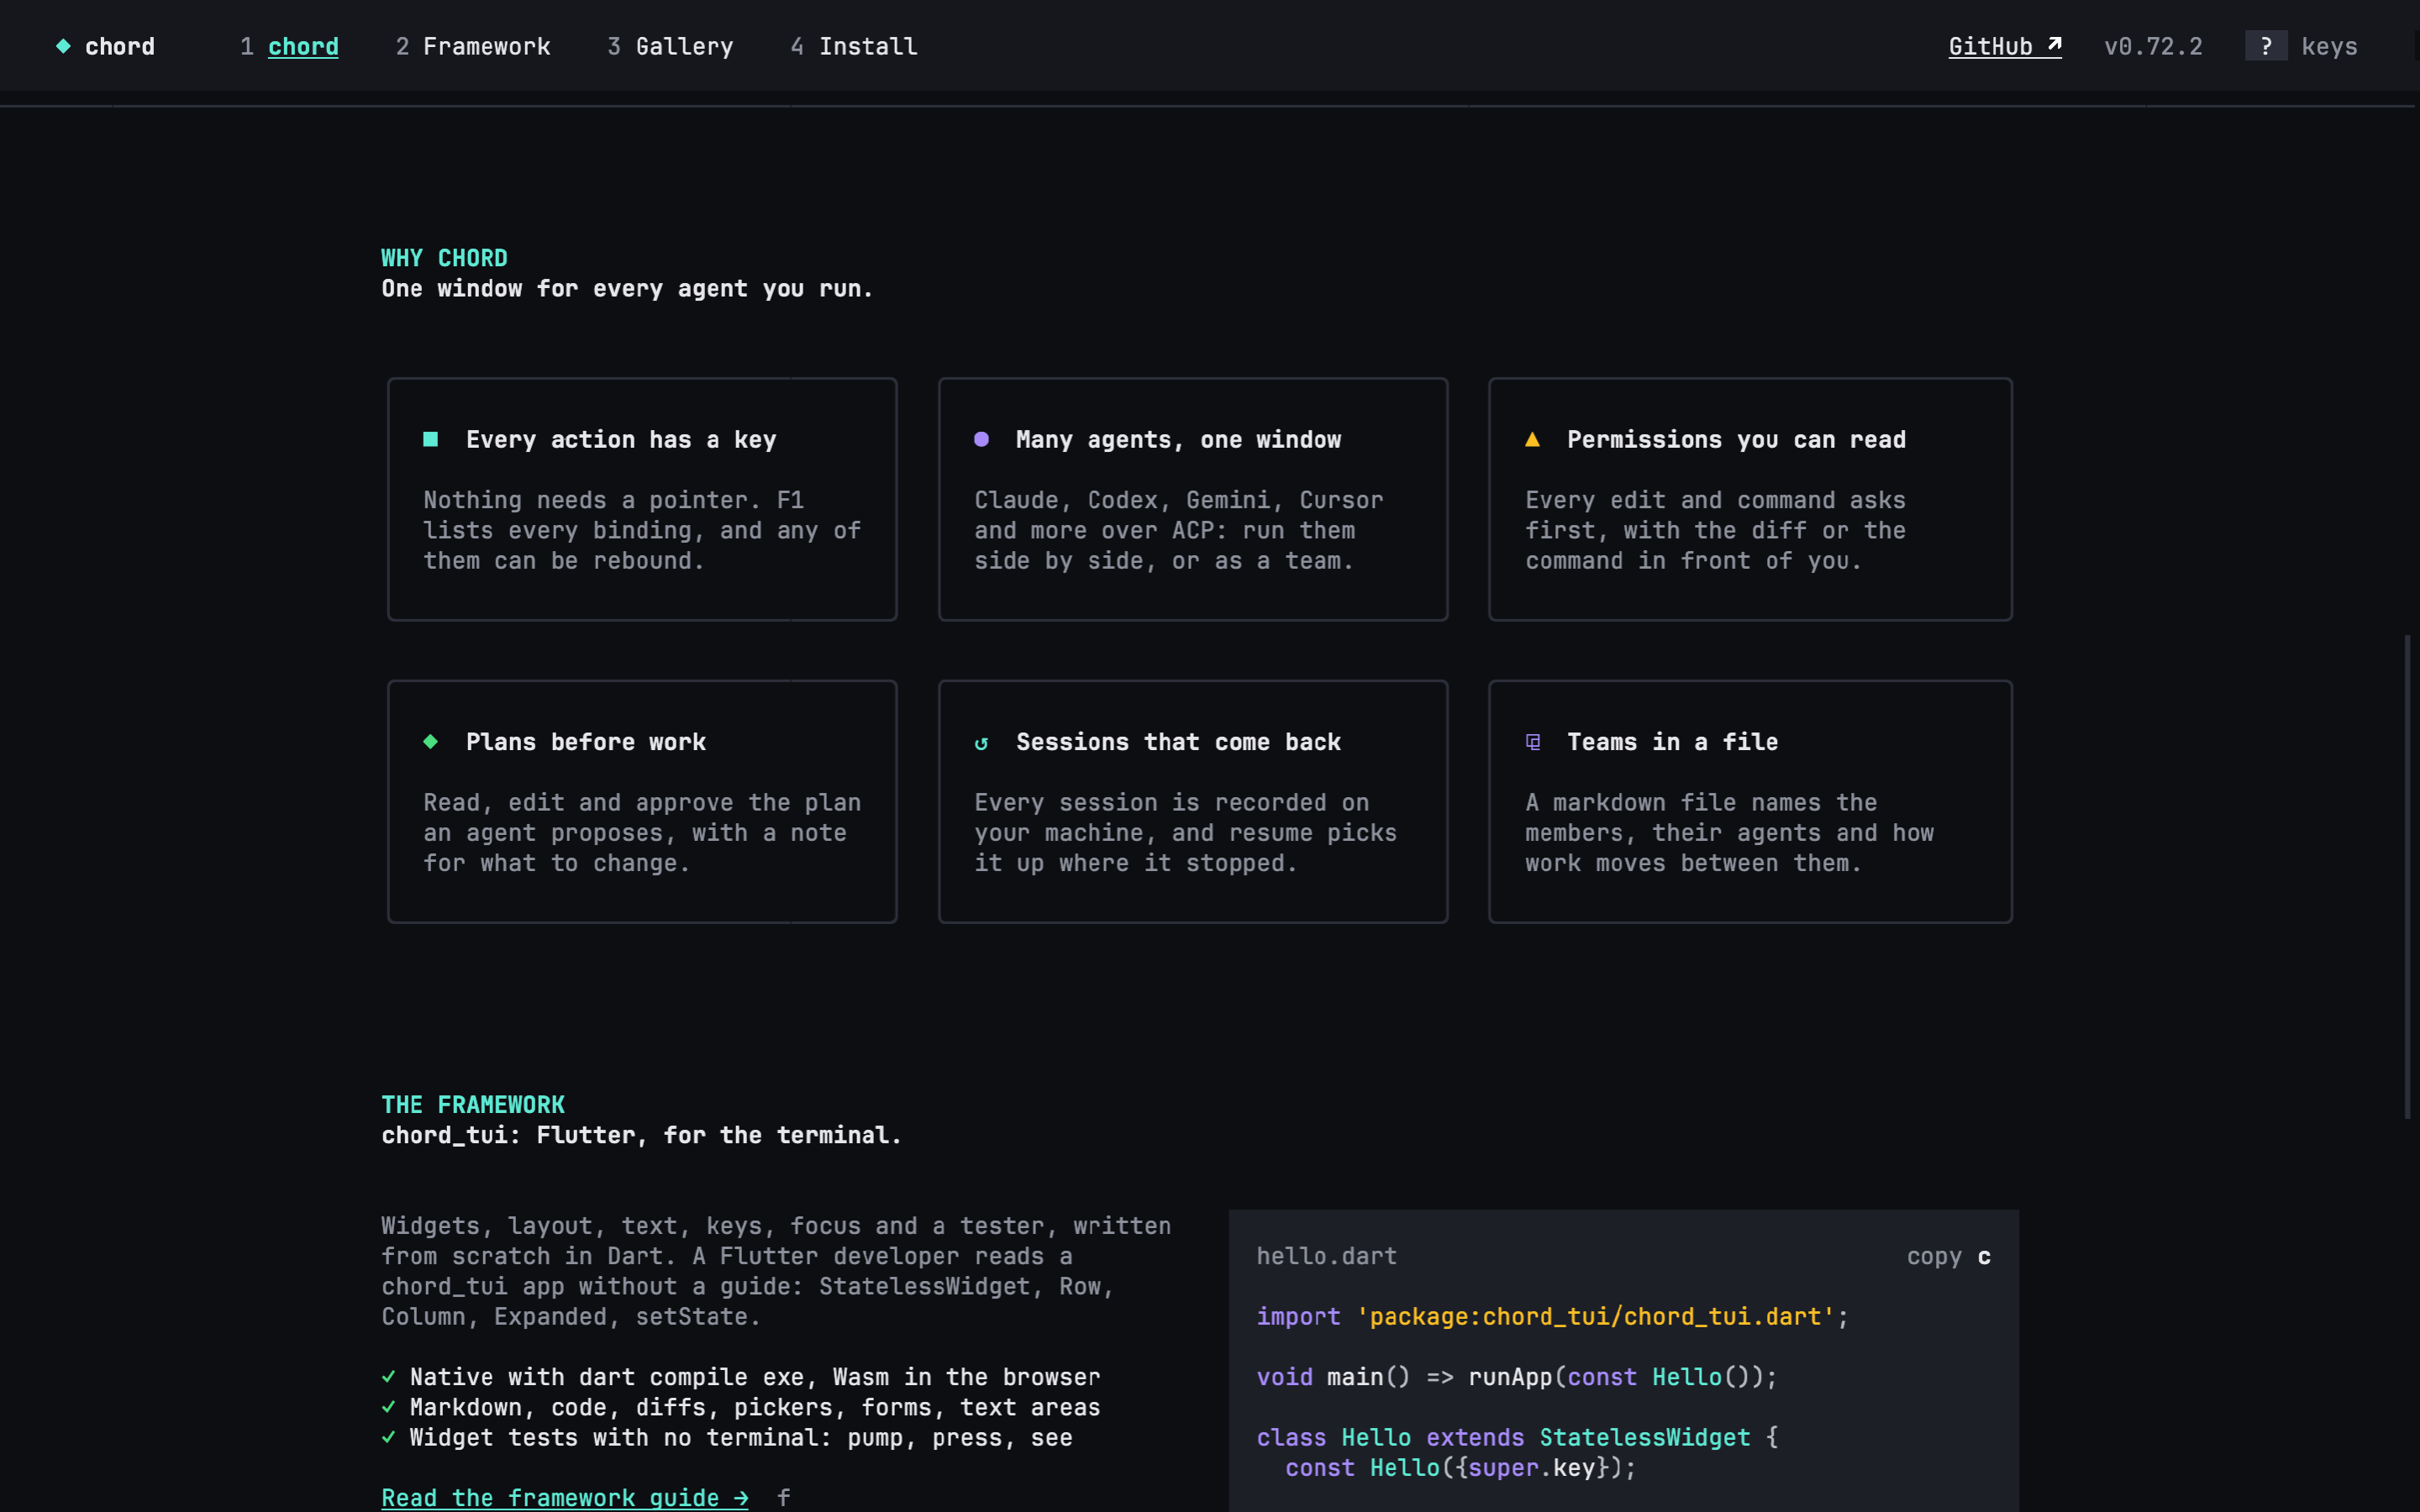 ◆ chord 1 chord 2 Framework 3 Gallery 4 Install GitHub ↗ v0.72.2 ? keys
WHY CHORD
One window for every agent you run.
■ Every action has a key
Nothing needs a pointer. F1
lists every binding, and any of
them can be rebound.
● Many agents, one window
Claude, Codex, Gemini, Cursor
and more over ACP: run them
side by side, or as a team.
▲ Permissions you can read
Every edit and command asks
first, with the diff or the
command in front of you.
◆ Plans before work
Read, edit and approve the plan
an agent proposes, with a note
for what to change.
↺ Sessions that come back
Every session is recorded on
your machine, and resume picks
it up where it stopped.
Teams in a file
A markdown file names the
members, their agents and how
work moves between them.
THE FRAMEWORK
chord_tui: Flutter, for the terminal.
Widgets, layout, text, keys, focus and a tester, written
from scratch in Dart. A Flutter developer reads a
chord_tui app without a guide: StatelessWidget, Row,
Column, Expanded, setState.
✓ Native with dart compile exe, Wasm in the browser
✓ Markdown, code, diffs, pickers, forms, text areas
✓ Widget tests with no terminal: pump, press, see
Read the framework guide → f
hello.dart copy c
import 'package:chord_tui/chord_tui.dart';
void main() => runApp(const Hello());
class Hello extends StatelessWidget {
  const Hello({super.key});